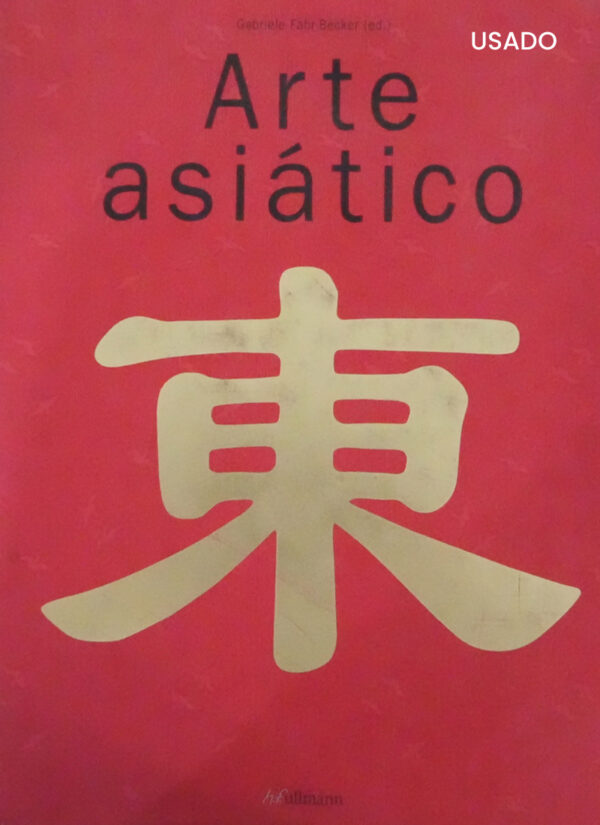 Gabriele Fahr-Becker (ed.)
USADO
Arte
asiático
東
h.f.ullmann